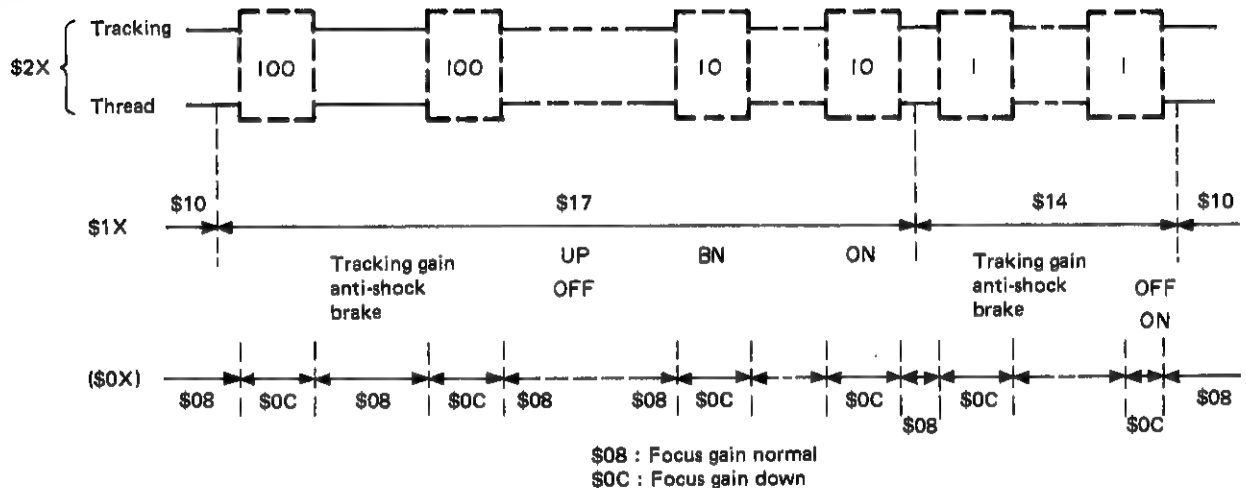 Tracking
$2X
100 100 10 10 1 1
Thread
$10 $17 $14 $10
$1X
UP BN ON
Tracking gain
anti-shock
brake
OFF
Traking gain
anti-shock
brake
OFF
ON
($0X)
$08 $0C $08 $0C $08 $08 $0C $0C $08 $0C $0C $08
$08 : Focus gain normal
$0C : Focus gain down